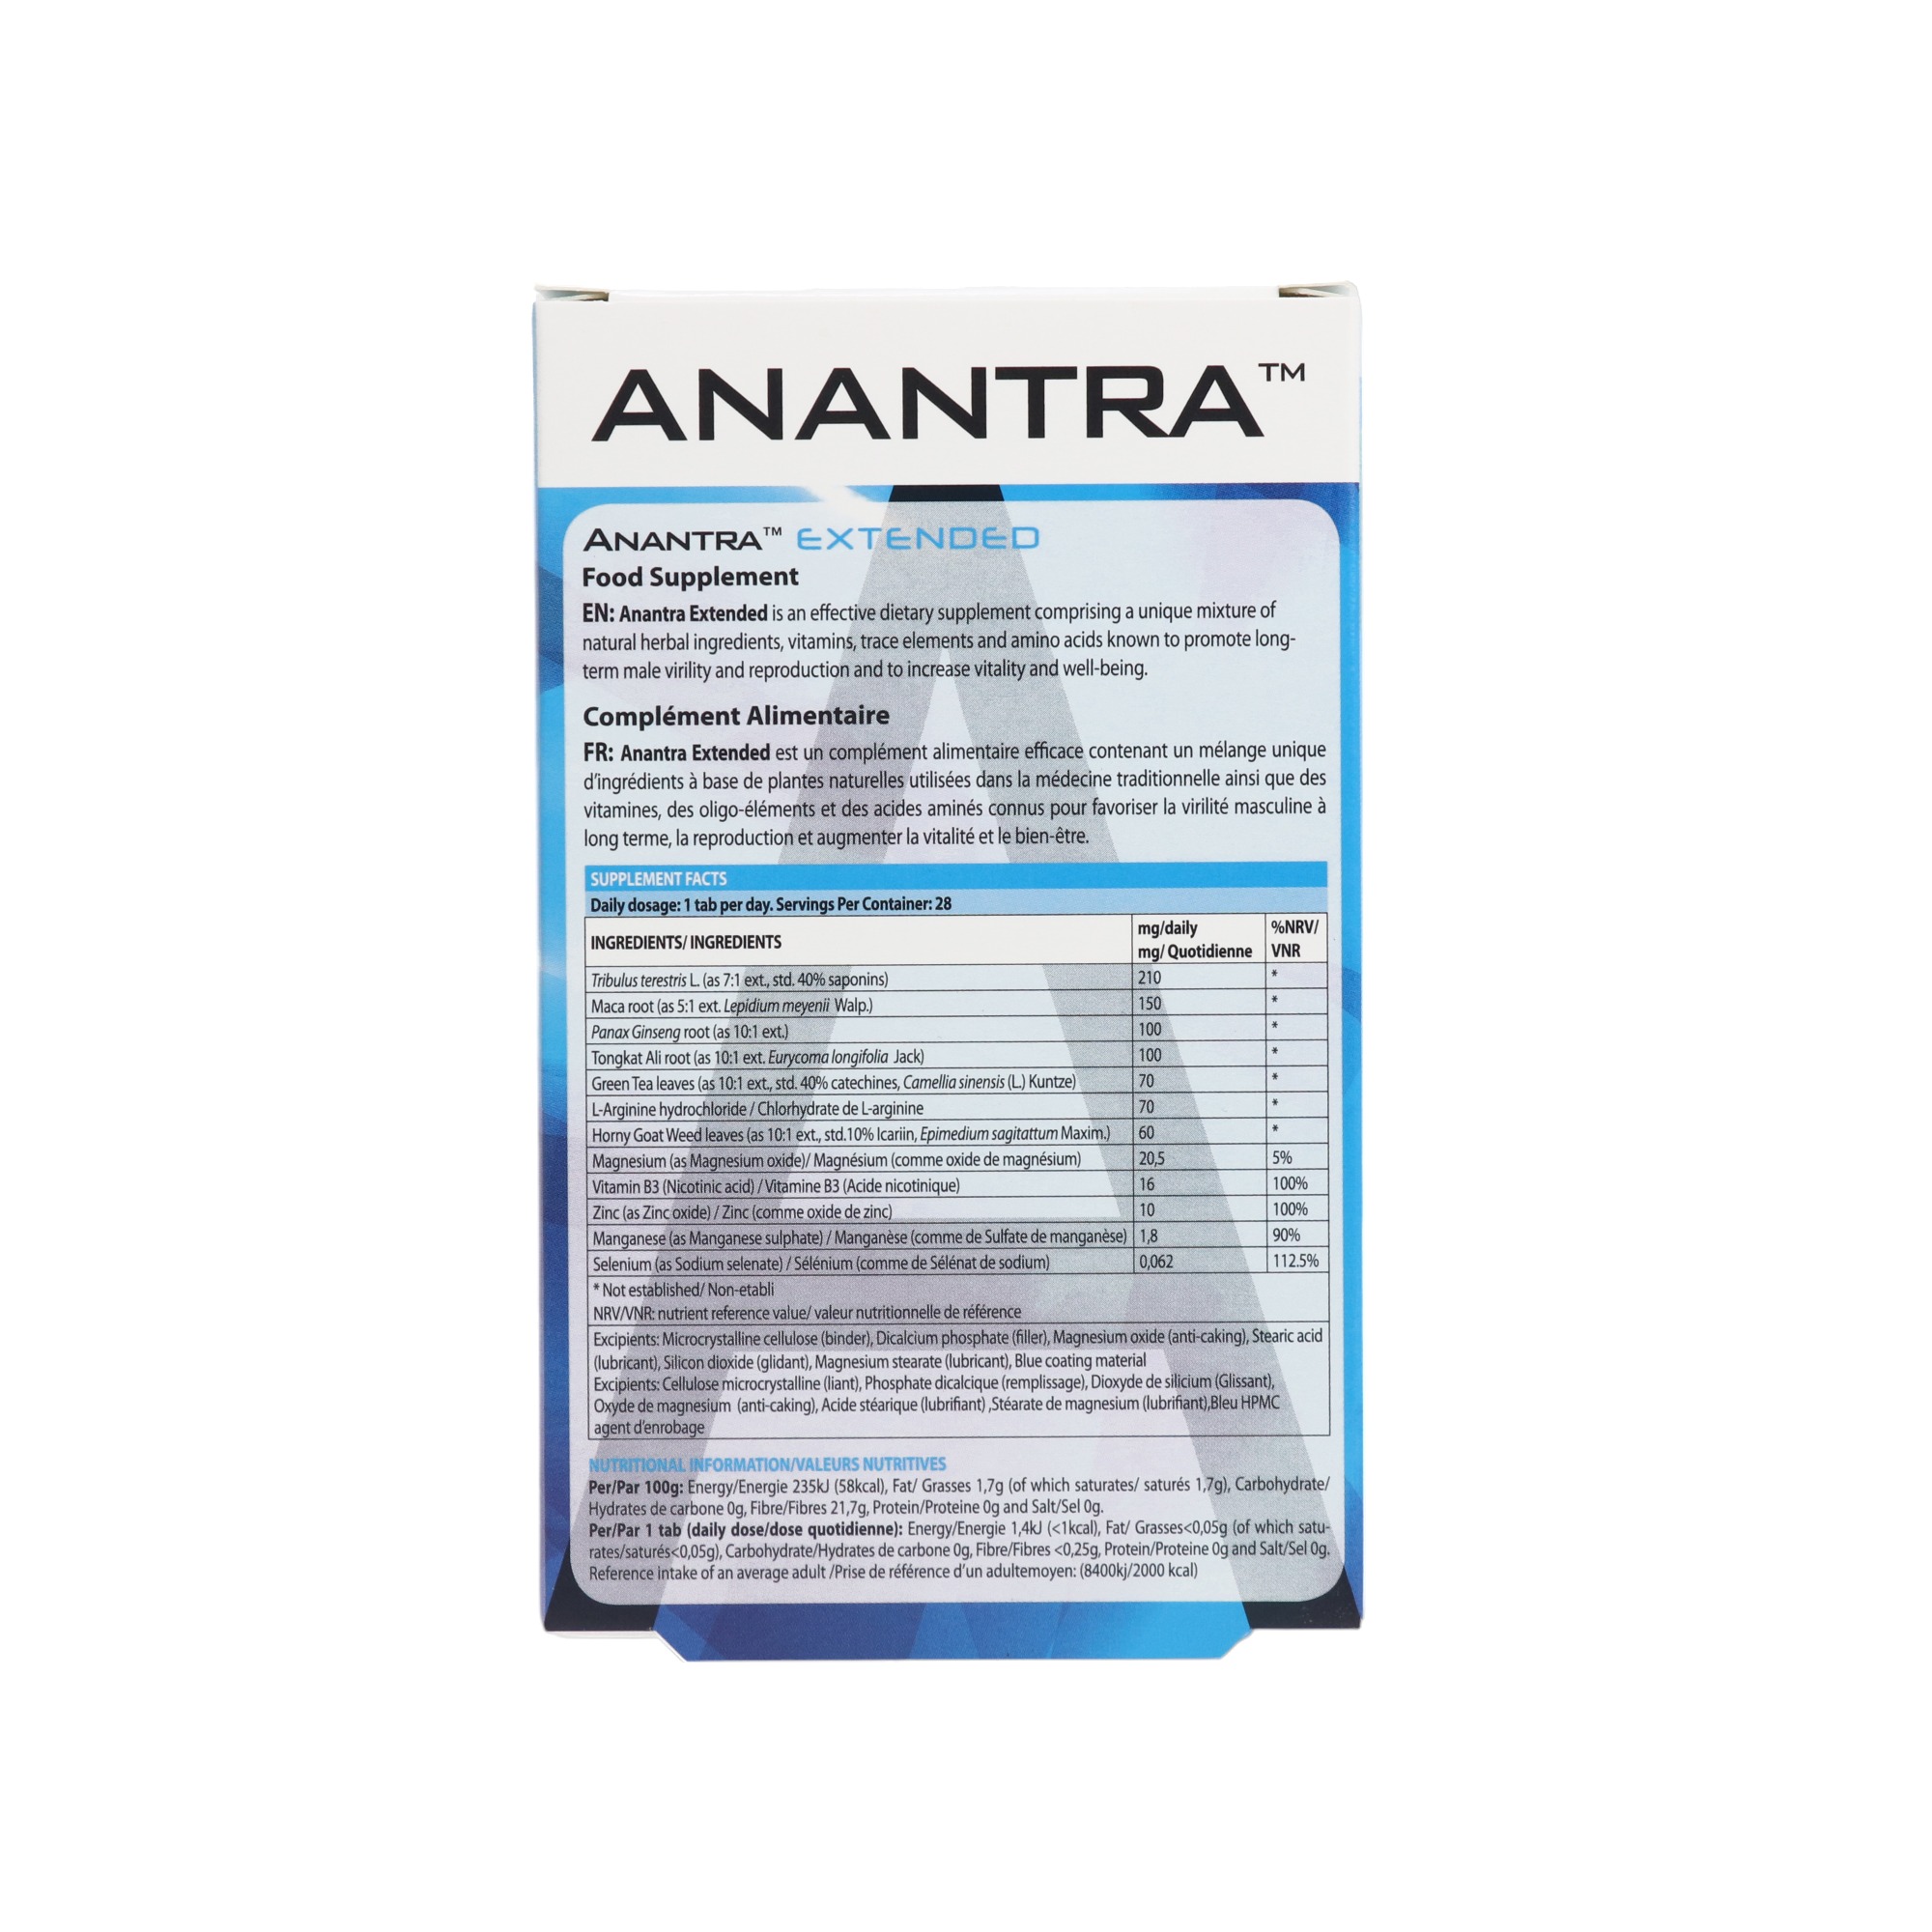 ANANTRA™
ANANTRA™ EXTENDED
Food Supplement
EN: Anantra Extended is an effective dietary supplement comprising a unique mixture of
natural herbal ingredients, vitamins, trace elements and amino acids known to promote long-
term male virility and reproduction and to increase vitality and well-being.
Complément Alimentaire
FR: Anantra Extended est un complément alimentaire efficace contenant un mélange unique
d'ingrédients à base de plantes naturelles utilisées dans la médecine traditionnelle ainsi que des
vitamines, des oligo-éléments et des acides aminés connus pour favoriser la virilité masculine à
long terme, la reproduction et augmenter la vitalité et le bien-être.
SUPPLEMENT FACTS
Daily dosage: 1 tab per day. Servings Per Container: 28
INGREDIENTS/ INGREDIENTS mg/daily mg/ Quotidienne %NRV/ VNR
Tribulus terestris L. (as 7:1 ext., std. 40% saponins) 210 *
Maca root (as 5:1 ext. Lepidium meyenii Walp.) 150 *
Panax Ginseng root (as 10:1 ext.) 100 *
Tongkat Ali root (as 10:1 ext. Eurycoma longifolia Jack) 100 *
Green Tea leaves (as 10:1 ext., std. 40% catechines, Camellia sinensis (L.) Kuntze) 70 *
L-Arginine hydrochloride / Chlorhydrate de L-arginine 70 *
Horny Goat Weed leaves (as 10:1 ext., std.10% Icariin, Epimedium sagitattum Maxim.) 60 *
Magnesium (as Magnesium oxide)/ Magnésium (comme oxide de magnésium) 20,5 5%
Vitamin B3 (Nicotinic acid) / Vitamine B3 (Acide nicotinique) 16 100%
Zinc (as Zinc oxide) / Zinc (comme oxide de zinc) 10 100%
Manganese (as Manganese sulphate) / Manganèse (comme de Sulfate de manganèse) 1,8 90%
Selenium (as Sodium selenate) / Sélénium (comme de Sélénat de sodium) 0,062 112.5%
* Not established/ Non-etabli
NRV/VNR: nutrient reference value/ valeur nutritionnelle de référence
Excipients: Microcrystalline cellulose (binder), Dicalcium phosphate (filler), Magnesium oxide (anti-caking), Stearic acid
(lubricant), Silicon dioxide (glidant), Magnesium stearate (lubricant), Blue coating material
Excipients: Cellulose microcrystalline (liant), Phosphate dicalcique (remplissage), Dioxyde de silicium (Glissant),
Oxyde de magnesium (anti-caking), Acide stéarique (lubrifiant) ,Stéarate de magnesium (lubrifiant),Bleu HPMC
agent d'enrobage
NUTRITIONAL INFORMATION/VALEURS NUTRITIVES
Per/Par 100g: Energy/Energie 235kJ (58kcal), Fat/ Grasses 1,7g (of which saturates/ saturés 1,7g), Carbohydrate/
Hydrates de carbone 0g, Fibre/Fibres 21,7g, Protein/Proteine 0g and Salt/Sel 0g.
Per/Par 1 tab (daily dose/dose quotidienne): Energy/Energie 1,4kJ (<1kcal), Fat/ Grasses<0,05g (of which satu-
rates/saturés<0,05g), Carbohydrate/Hydrates de carbone 0g, Fibre/Fibres <0,25g, Protein/Proteine 0g and Salt/Sel 0g.
Reference intake of an average adult /Prise de référence d'un adultemoyen: (8400kj/2000 kcal)